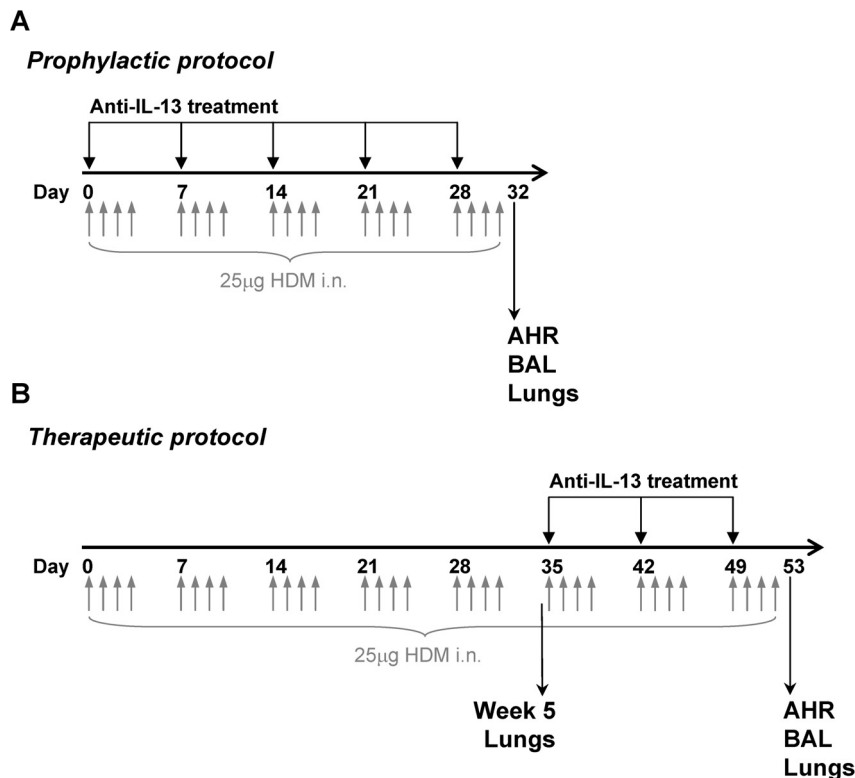 A
Prophylactic protocol
Anti-IL-13 treatment
Day 0 7 14 21 28 32
25μg HDM i.n.
AHR
BAL
Lungs
B
Therapeutic protocol
Anti-IL-13 treatment
Day 0 7 14 21 28 35 42 49 53
25μg HDM i.n.
Week 5
Lungs
AHR
BAL
Lungs